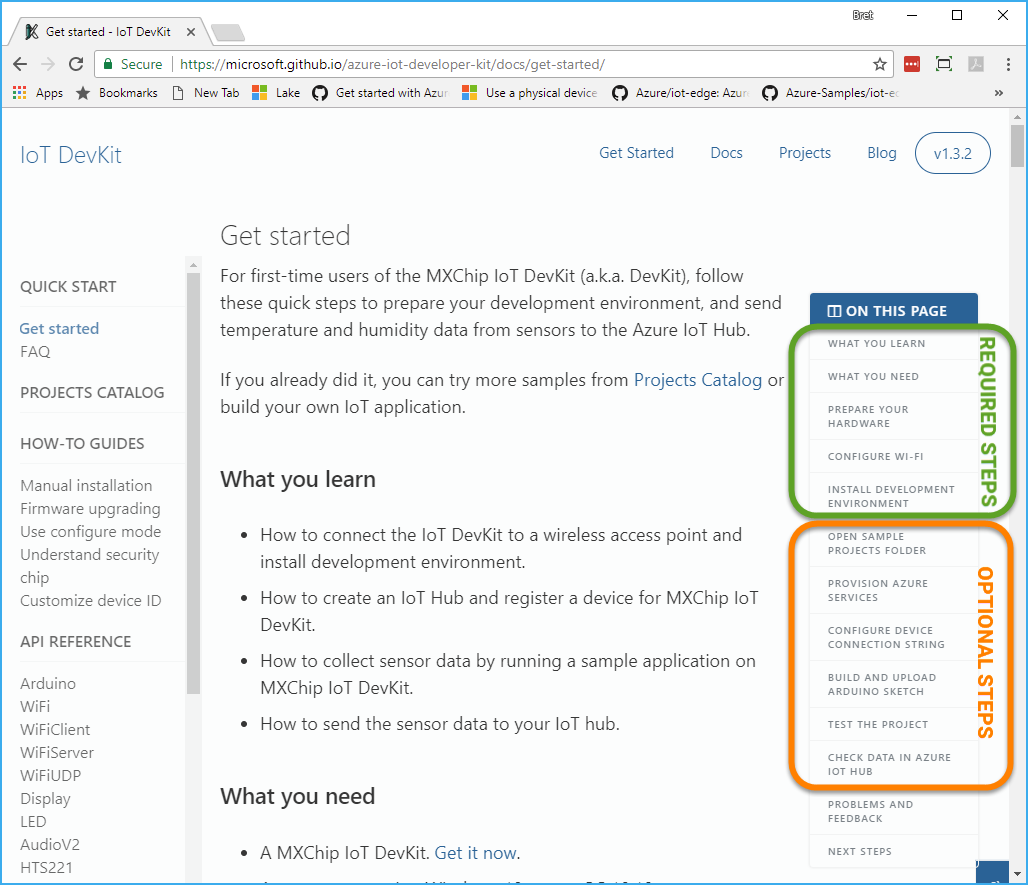 Bret
Get started - IoT DevKit
Secure https://microsoft.github.io/azure-iot-developer-kit/docs/get-started/
Apps Bookmarks New Tab Lake Get started with Azur Use a physical device Azure/iot-edge: Azur Azure-Samples/iot-ed »
IoT DevKit
Get Started Docs Projects Blog v1.3.2
QUICK START
Get started
FAQ
PROJECTS CATALOG
HOW-TO GUIDES
Manual installation
Firmware upgrading
Use configure mode
Understand security
chip
Customize device ID
API REFERENCE
Arduino
WiFi
WiFiClient
WiFiServer
WiFiUDP
Display
LED
AudioV2
HTS221
Get started
For first-time users of the MXChip IoT DevKit (a.k.a. DevKit), follow
these quick steps to prepare your development environment, and send
temperature and humidity data from sensors to the Azure IoT Hub.
If you already did it, you can try more samples from Projects Catalog or
build your own IoT application.
What you learn
• How to connect the IoT DevKit to a wireless access point and
install development environment.
• How to create an IoT Hub and register a device for MXChip IoT
DevKit.
• How to collect sensor data by running a sample application on
MXChip IoT DevKit.
• How to send the sensor data to your IoT hub.
What you need
• A MXChip IoT DevKit. Get it now.
ON THIS PAGE
WHAT YOU LEARN
WHAT YOU NEED
PREPARE YOUR
HARDWARE
CONFIGURE WI-FI
INSTALL DEVELOPMENT
ENVIRONMENT
REQUIRED STEPS
OPEN SAMPLE
PROJECTS FOLDER
PROVISION AZURE
SERVICES
CONFIGURE DEVICE
CONNECTION STRING
BUILD AND UPLOAD
ARDUINO SKETCH
TEST THE PROJECT
CHECK DATA IN AZURE
IOT HUB
OPTIONAL STEPS
PROBLEMS AND
FEEDBACK
NEXT STEPS